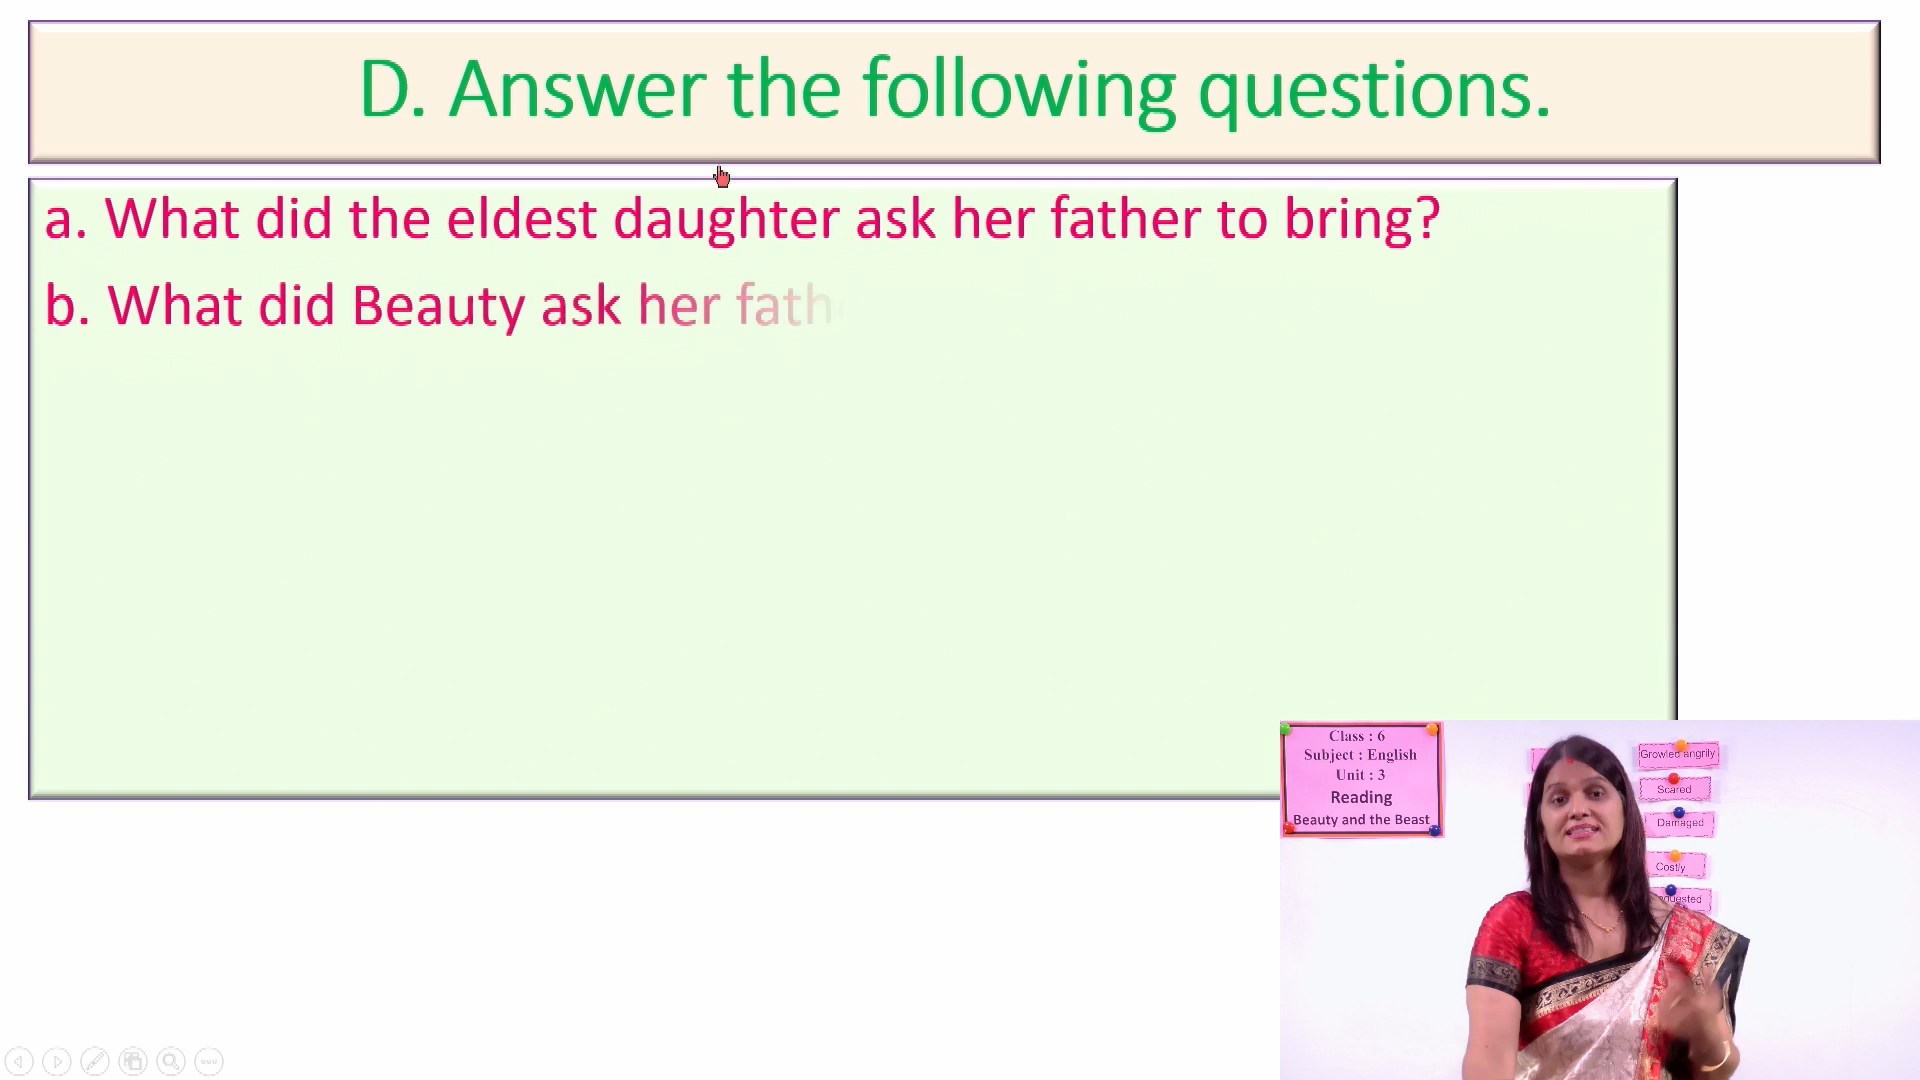 D. Answer the following questions.
a. What did the eldest daughter ask her father to bring?
b. What did Beauty ask her fath
Class : 6
Subject : English
Unit : 3
Reading
Beauty and the Beast
Growled angrily
Scared
Damaged
Costly